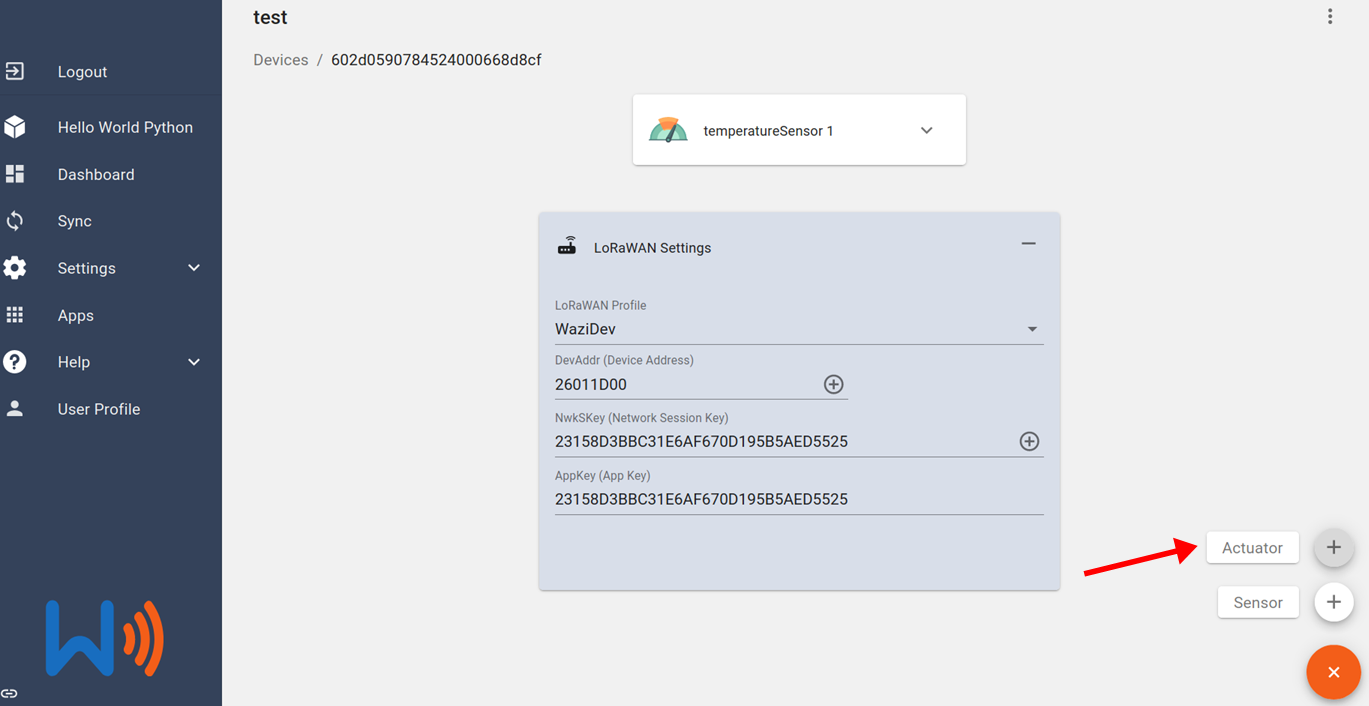 test
Devices / 602d0590784524000668d8cf
Logout
Hello World Python
Dashboard
Sync
Settings
Apps
Help
User Profile
temperatureSensor 1
LoRaWAN Settings
LoRaWAN Profile
WaziDev
DevAddr (Device Address)
26011D00
NwkSKey (Network Session Key)
23158D3BBC31E6AF670D195B5AED5525
AppKey (App Key)
23158D3BBC31E6AF670D195B5AED5525
Actuator
Sensor